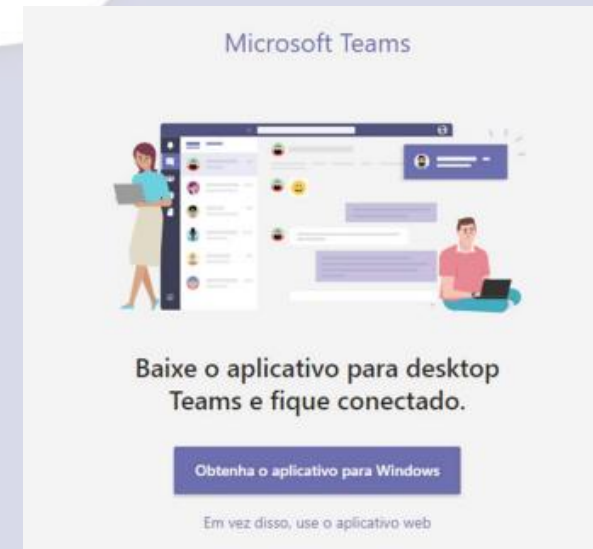 Microsoft Teams
Baixe o aplicativo para desktop
Teams e fique conectado.
Obtenha o aplicativo para Windows
Em vez disso, use o aplicativo web